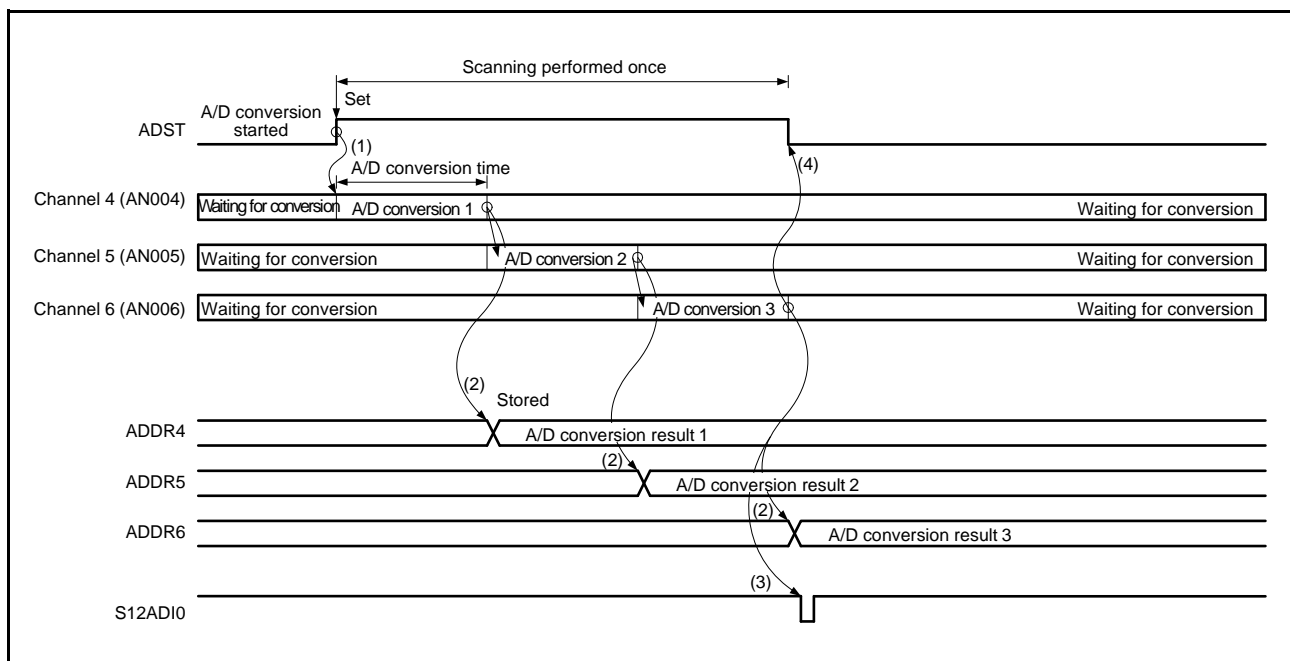 Scanning performed once
Set
A/D conversion
started
ADST
(1)
(4)
A/D conversion time
Channel 4 (AN004)
Waiting for conversion
A/D conversion 1
Waiting for conversion
Channel 5 (AN005)
Waiting for conversion
A/D conversion 2
Waiting for conversion
Channel 6 (AN006)
Waiting for conversion
A/D conversion 3
Waiting for conversion
(2)
Stored
ADDR4
A/D conversion result 1
(2)
ADDR5
A/D conversion result 2
(2)
ADDR6
A/D conversion result 3
(3)
S12ADI0